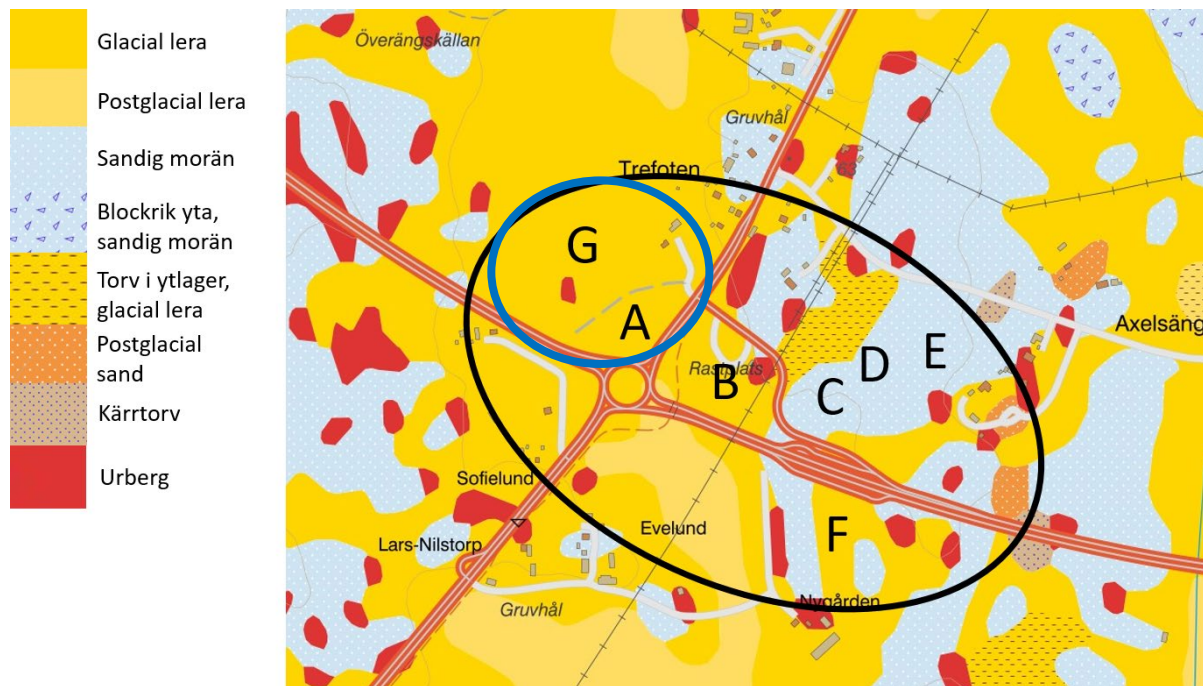 Glacial lera
Postglacial lera
Sandig morän
Blockrik yta,
sandig morän
Torv i ytlager,
glacial lera
Postglacial
sand
Kärrtorv
Urberg
Överängskällan
Gruvhål
Trefoten
63
G
A
Rastplats
B
C
D
E
Axelsäng
Sofielund
Lars-Nilstorp
Evelund
F
Gruvhål
Nygården